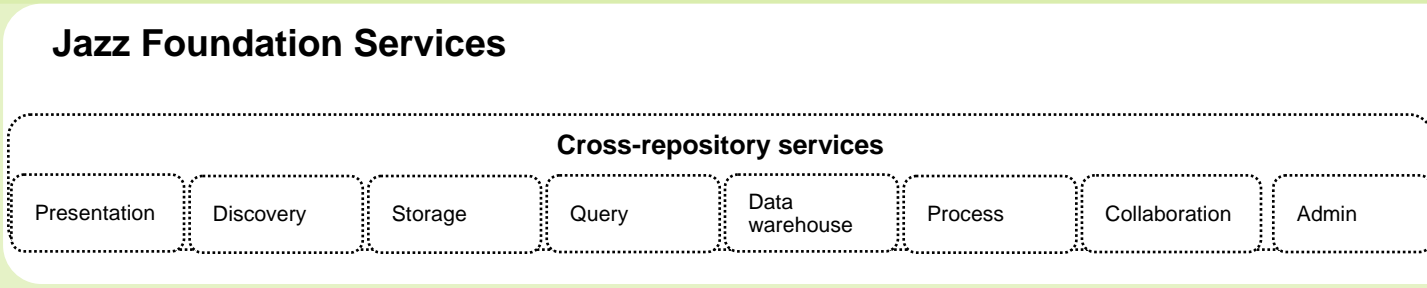 Jazz Foundation Services
Cross-repository services
Presentation
Discovery
Storage
Query
Data
warehouse
Process
Collaboration
Admin